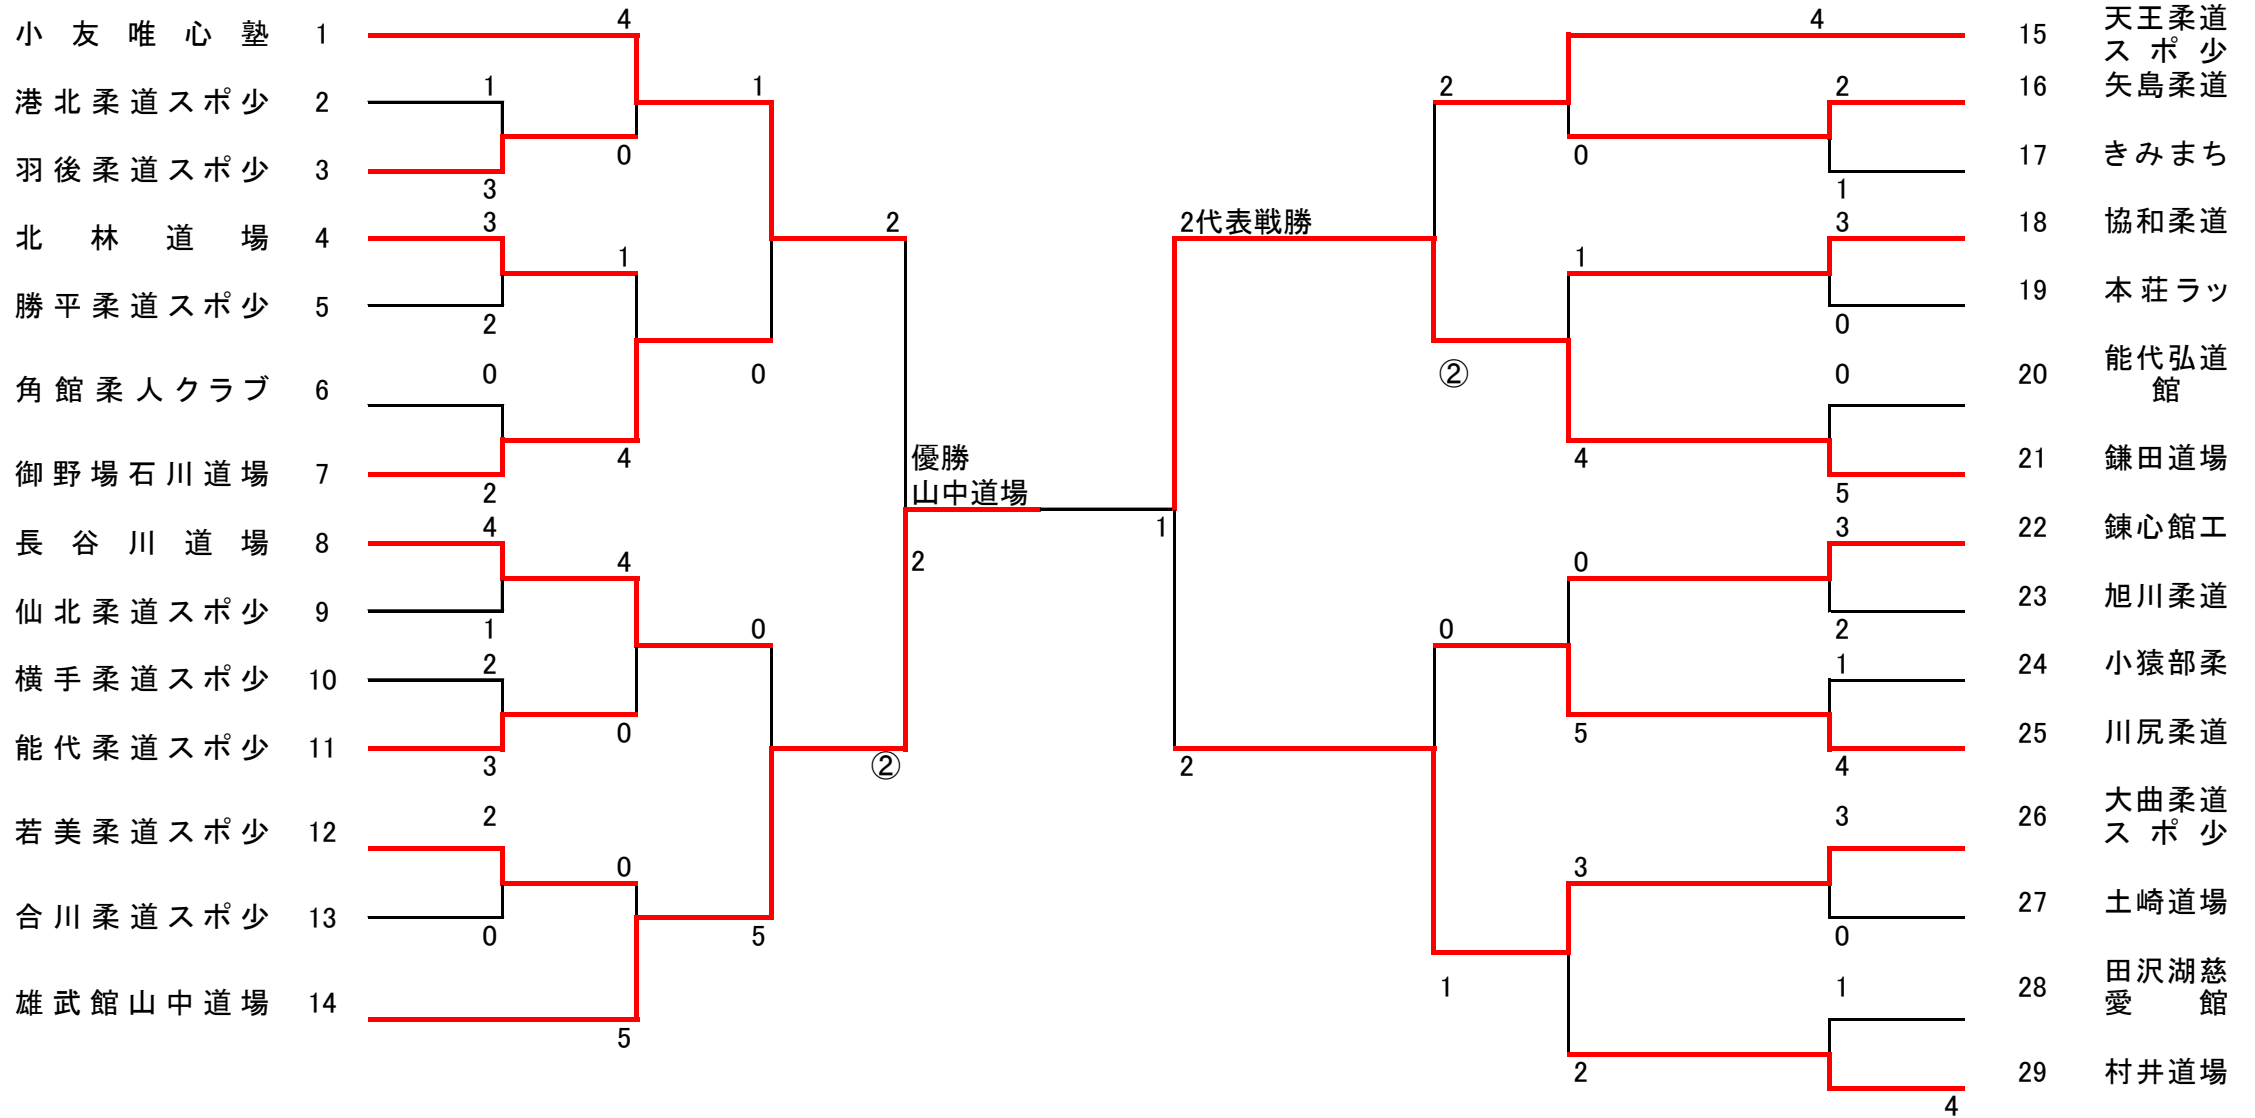 小友唯心塾 1 4
港北柔道スポ少 2 1 1
羽後柔道スポ少 3 3 0
北林道場 4 3 1 2
勝平柔道スポ少 5 2
角館柔人クラブ 6 0 0
御野場石川道場 7 2 4
長谷川道場 8 4 4
仙北柔道スポ少 9 1 0
横手柔道スポ少 10 2
能代柔道スポ少 11 3 0 ②
若美柔道スポ少 12 2 0
合川柔道スポ少 13 0 5
雄武館山中道場 14 5
優勝
山中道場
2
1
4 15 天王柔道
スポ少
2 2 16 矢島柔道
0 1 17 きみまち
2代表戦勝 1 3 18 協和柔道
0 19 本荘ラッ
② 0 20 能代弘道
館
4 5 21 鎌田道場
0 3 22 錬心館工
0 2 23 旭川柔道
1 24 小猿部柔
2 5 4 25 川尻柔道
3 3 26 大曲柔道
スポ少
0 27 土崎道場
1 1 28 田沢湖慈
愛館
2 4 29 村井道場